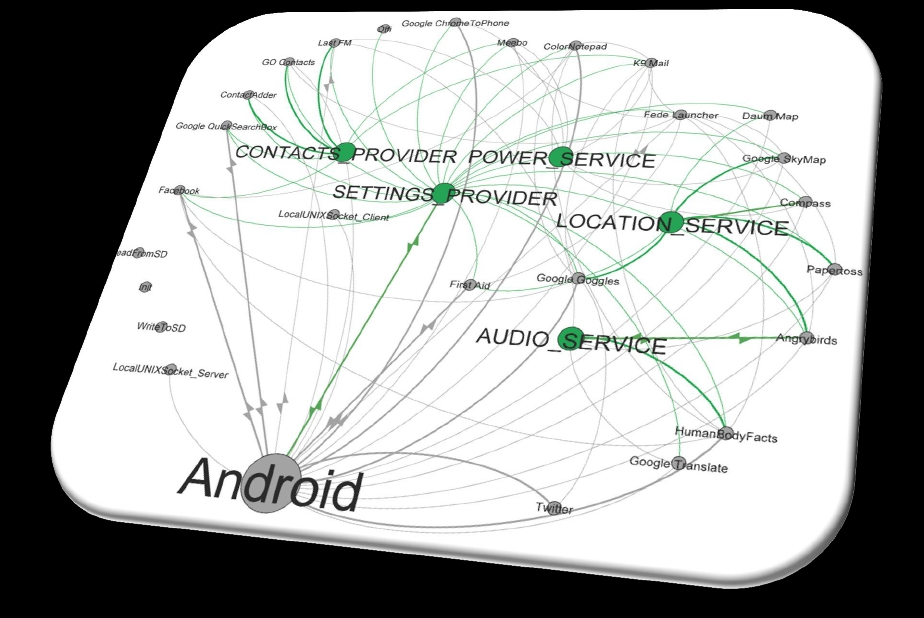 Google ChromeToPhone
Last FM
Meebo
ColorNotepad
GO Contacts
K9 Mail
ContactAdder
Google QuickSearchBox
Fede Launcher
Daum Map
CONTACTS_PROVIDER
POWER_SERVICE
Google SkyMap
Facebook
SETTINGS_PROVIDER
Compass
LocalUNIXSocket_Client
LOCATION_SERVICE
eadFromSD
First Aid
Google Goggles
Papertoss
WriteToSD
AUDIO_SERVICE
Angrybirds
LocalUNIXSocket_Server
HumanBodyFacts
Google Translate
Android
Twitter